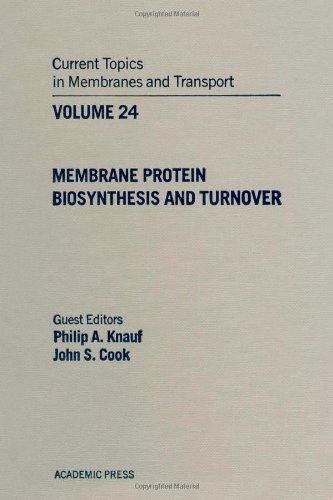 Current Topics
in Membranes and Transport
VOLUME 24
MEMBRANE PROTEIN
BIOSYNTHESIS AND TURNOVER
Guest Editors
Philip A. Knauf
John S. Cook
ACADEMIC PRESS